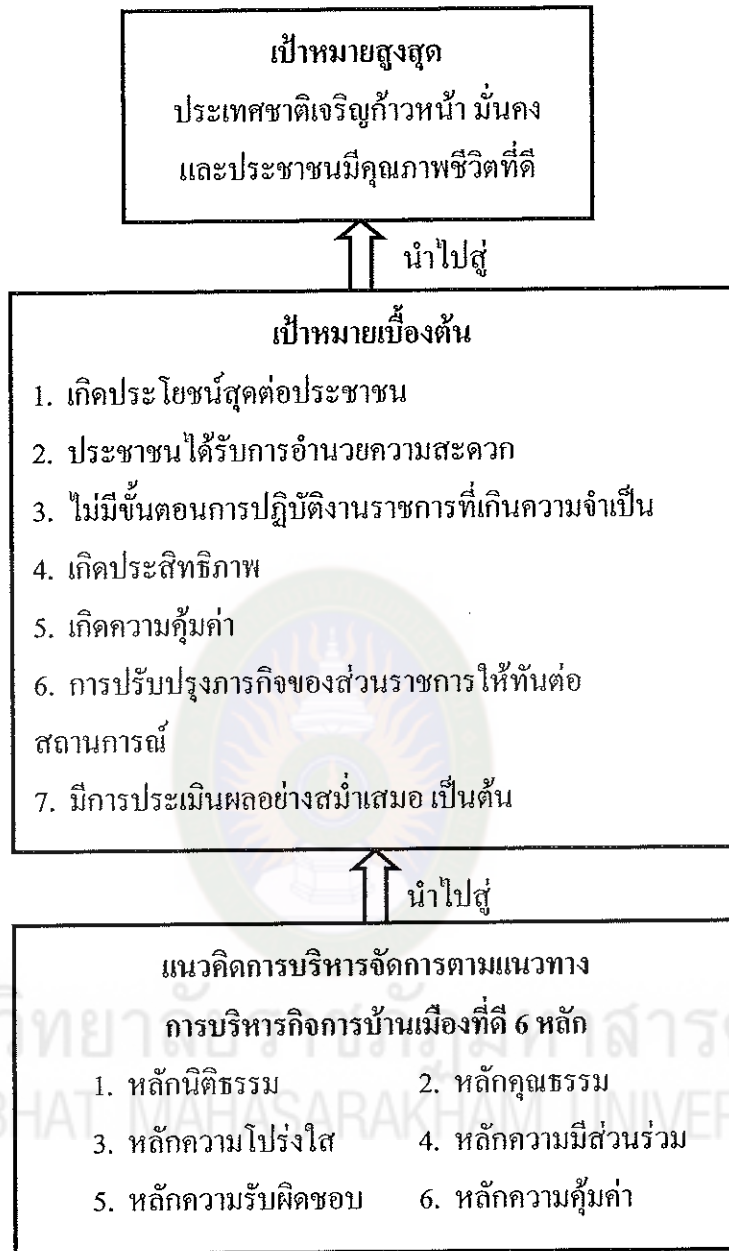 เป้าหมายสูงสุด
ประเทศชาติเจริญก้าวหน้า มั่นคง
และประชาชนมีคุณภาพชีวิตที่ดี
นำไปสู่
เป้าหมายเบื้องต้น
1. เกิดประโยชน์สุดต่อประชาชน
2. ประชาชนได้รับการอำนวยความสะดวก
3. ไม่มีขั้นตอนการปฏิบัติงานราชการที่เกินความจำเป็น
4. เกิดประสิทธิภาพ
5. เกิดความคุ้มค่า
6. การปรับปรุงภารกิจของส่วนราชการให้ทันต่อ
สถานการณ์
7. มีการประเมินผลอย่างสม่ำเสมอ เป็นต้น
นำไปสู่
แนวคิดการบริหารจัดการตามแนวทาง
การบริหารกิจการบ้านเมืองที่ดี 6 หลัก
1. หลักนิติธรรม 2. หลักคุณธรรม
3. หลักความโปร่งใส 4. หลักความมีส่วนร่วม
5. หลักความรับผิดชอบ 6. หลักความคุ้มค่า
วิทยาลัยราชภัฏมหาสาร
BHAT MAHASARAKHAM UNIVER